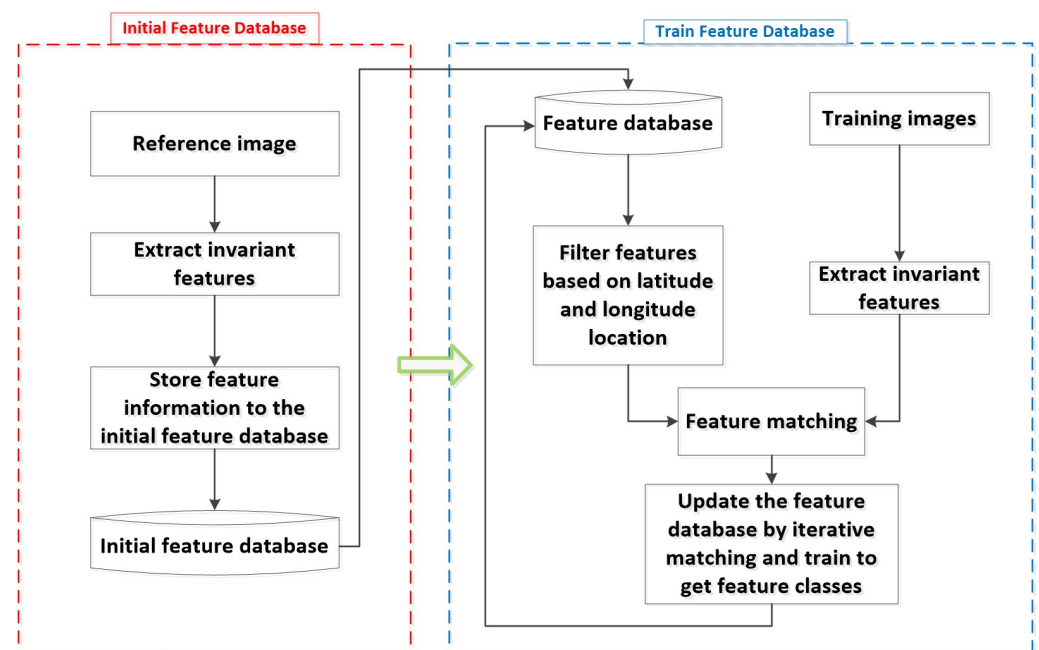 Initial Feature Database
Reference image
Extract invariant
features
Store feature
information to the
initial feature database
Initial feature database
Train Feature Database
Feature database
Training images
Filter features
based on latitude
and longitude
location
Extract invariant
features
Feature matching
Update the feature
database by iterative
matching and train to
get feature classes